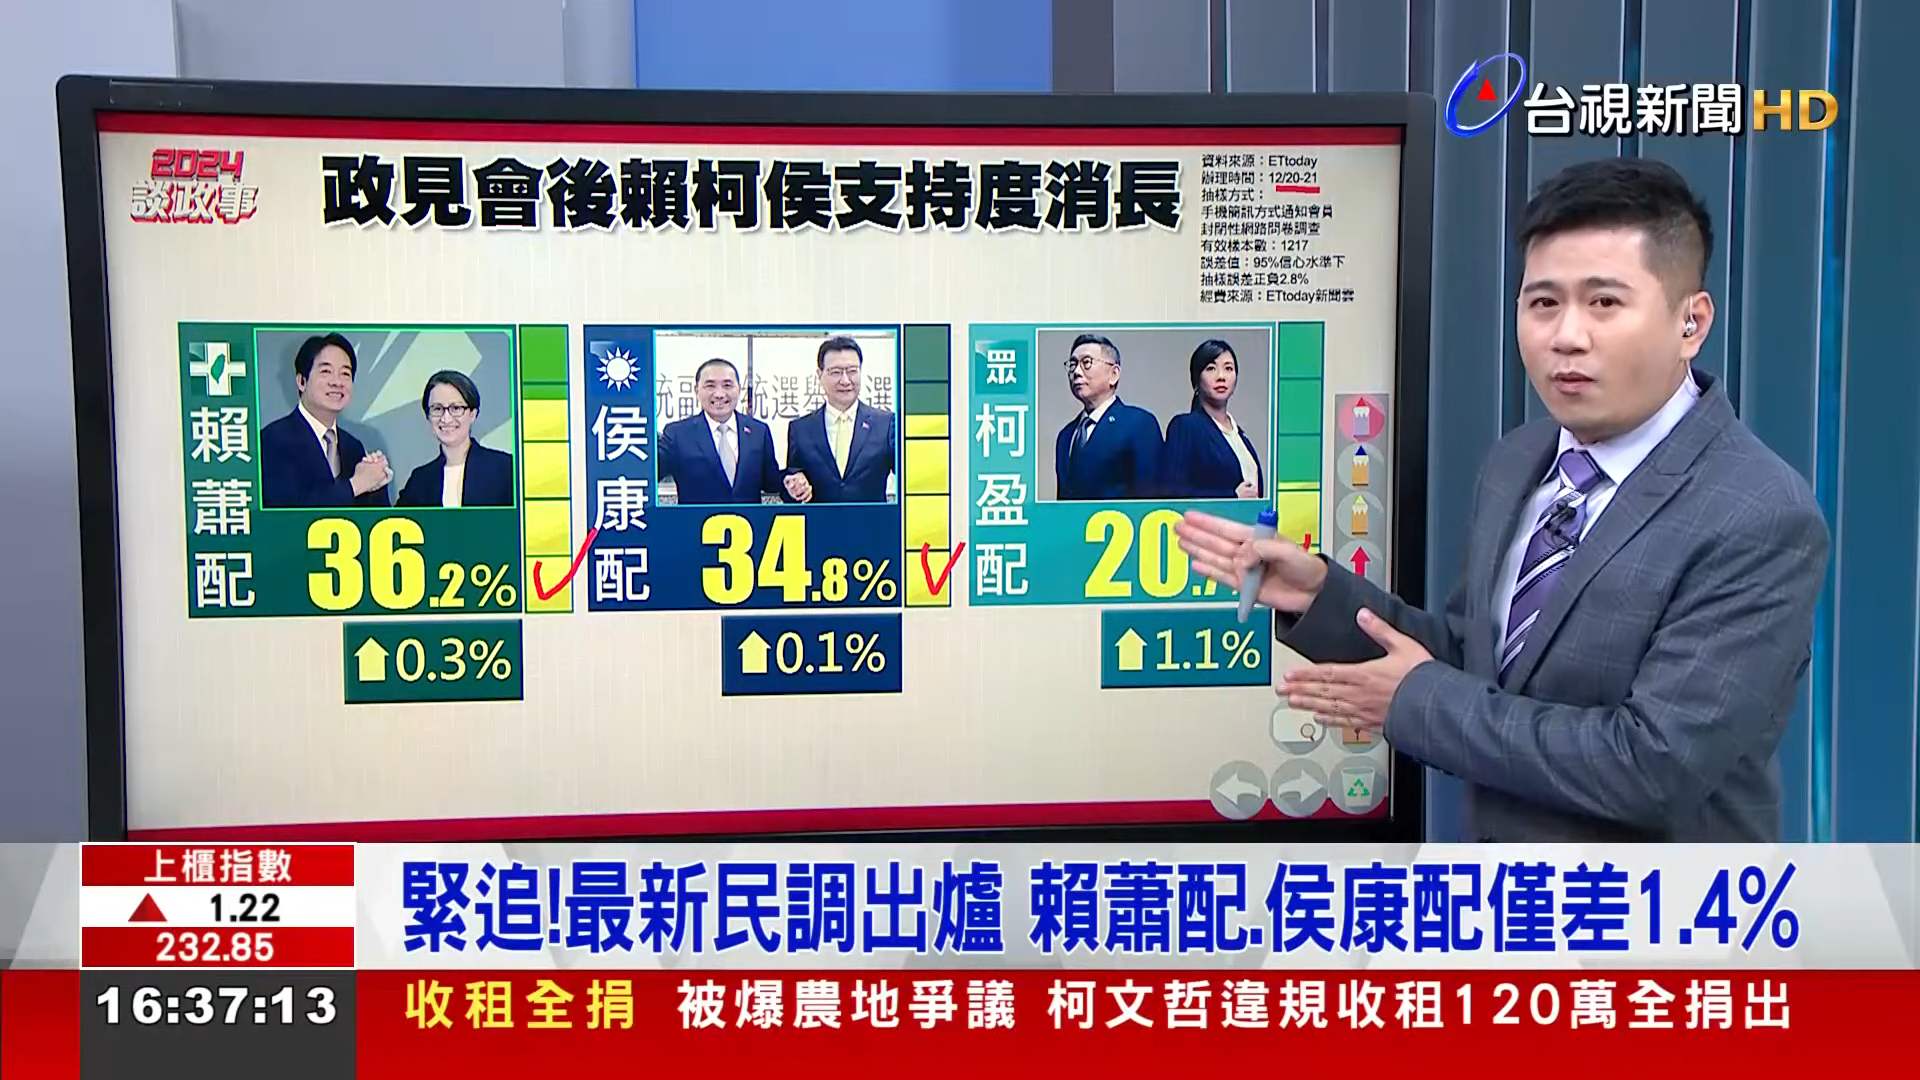 台視新聞HD
2024
談政事
政見會後賴柯侯支持度消長
資料來源：ETtoday
辦理時間：12/20-21
抽樣方式：
手機簡訊方式通知會員
封閉性網路問卷調查
有效樣本數：1217
誤差值：95%信心水準下
抽樣誤差正負2.8%
經費來源：ETtoday新聞雲
賴蕭配
36.2%
0.3%
統副 統選舉 選
侯康配
34.8%
0.1%
眾
柯盈配
20.7
1.1%
上櫃指數
1.22
232.85
16:37:13
緊追!最新民調出爐 賴蕭配.侯康配僅差1.4%
收租全捐 被爆農地爭議 柯文哲違規收租120萬全捐出